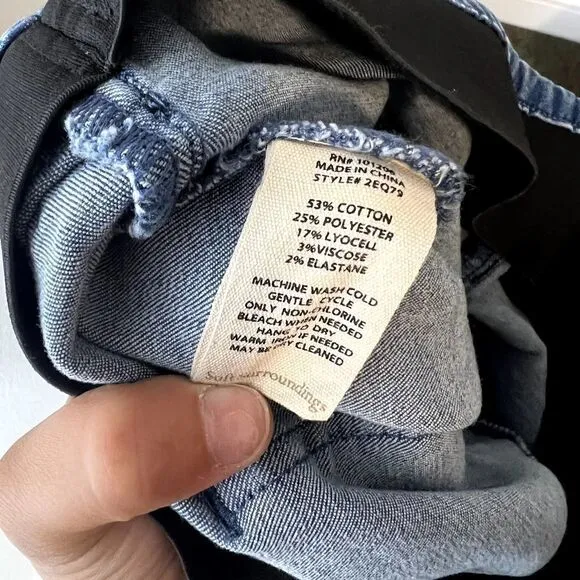 RN# 101206
MADE IN CHINA
STYLE# 2EQ79
53% COTTON
25% POLYESTER
17% LYOCELL
3%VISCOSE
2% ELASTANE
MACHINE WASH COLD
GENTLE CYCLE
ONLY NON-CHLORINE
BLEACH WHEN NEEDED
HANG TO DRY
WARM IRON IF NEEDED
MAY BE DRY CLEANED
Soft Surroundings